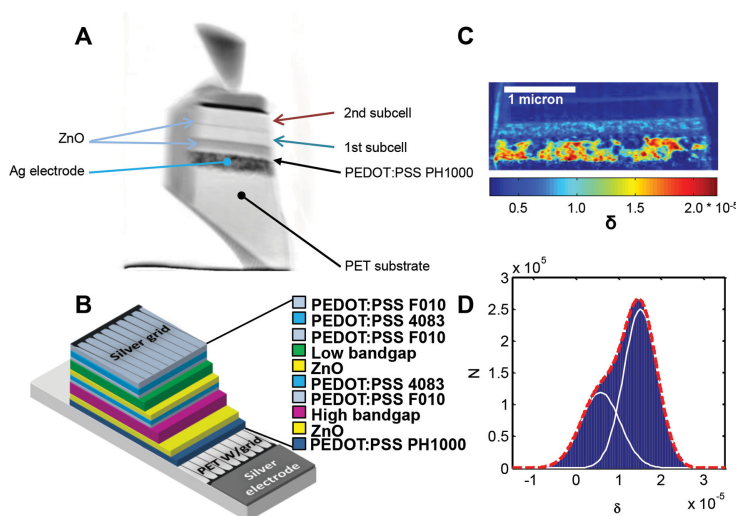 A
2nd subcell
ZnO
1st subcell
Ag electrode
PEDOT:PSS PH1000
PET substrate
B
Silver grid
PET W/grid
Silver
electrode
PEDOT:PSS F010
PEDOT:PSS 4083
PEDOT:PSS F010
Low bandgap
ZnO
PEDOT:PSS 4083
PEDOT:PSS F010
High bandgap
ZnO
PEDOT:PSS PH1000
C
1 micron
0.5 1.0 1.5 2.0 * 10⁻⁵
δ
D
x 10⁵
3
2.5
2
1.5
1
0.5
0
N
-1 0 1 2 3
δ
x 10⁻⁵